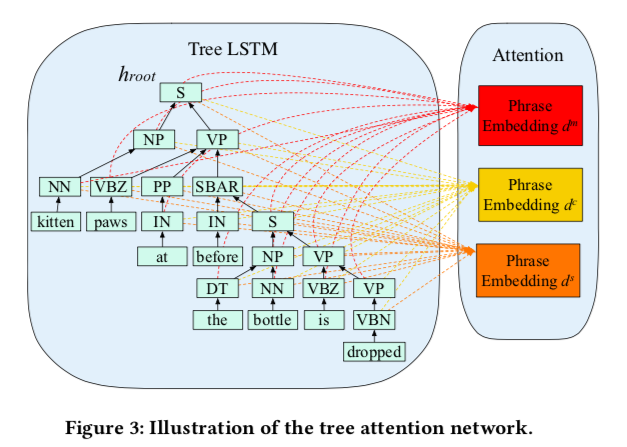 Tree LSTM
Attention
hroot
S
Phrase
Embedding dᵐ
NP VP
NN VBZ PP SBAR
Phrase
Embedding dᶜ
kitten paws IN IN S
at before NP VP
Phrase
Embedding dˢ
DT NN VBZ VP
the bottle is VBN
dropped
Figure 3: Illustration of the tree attention network.